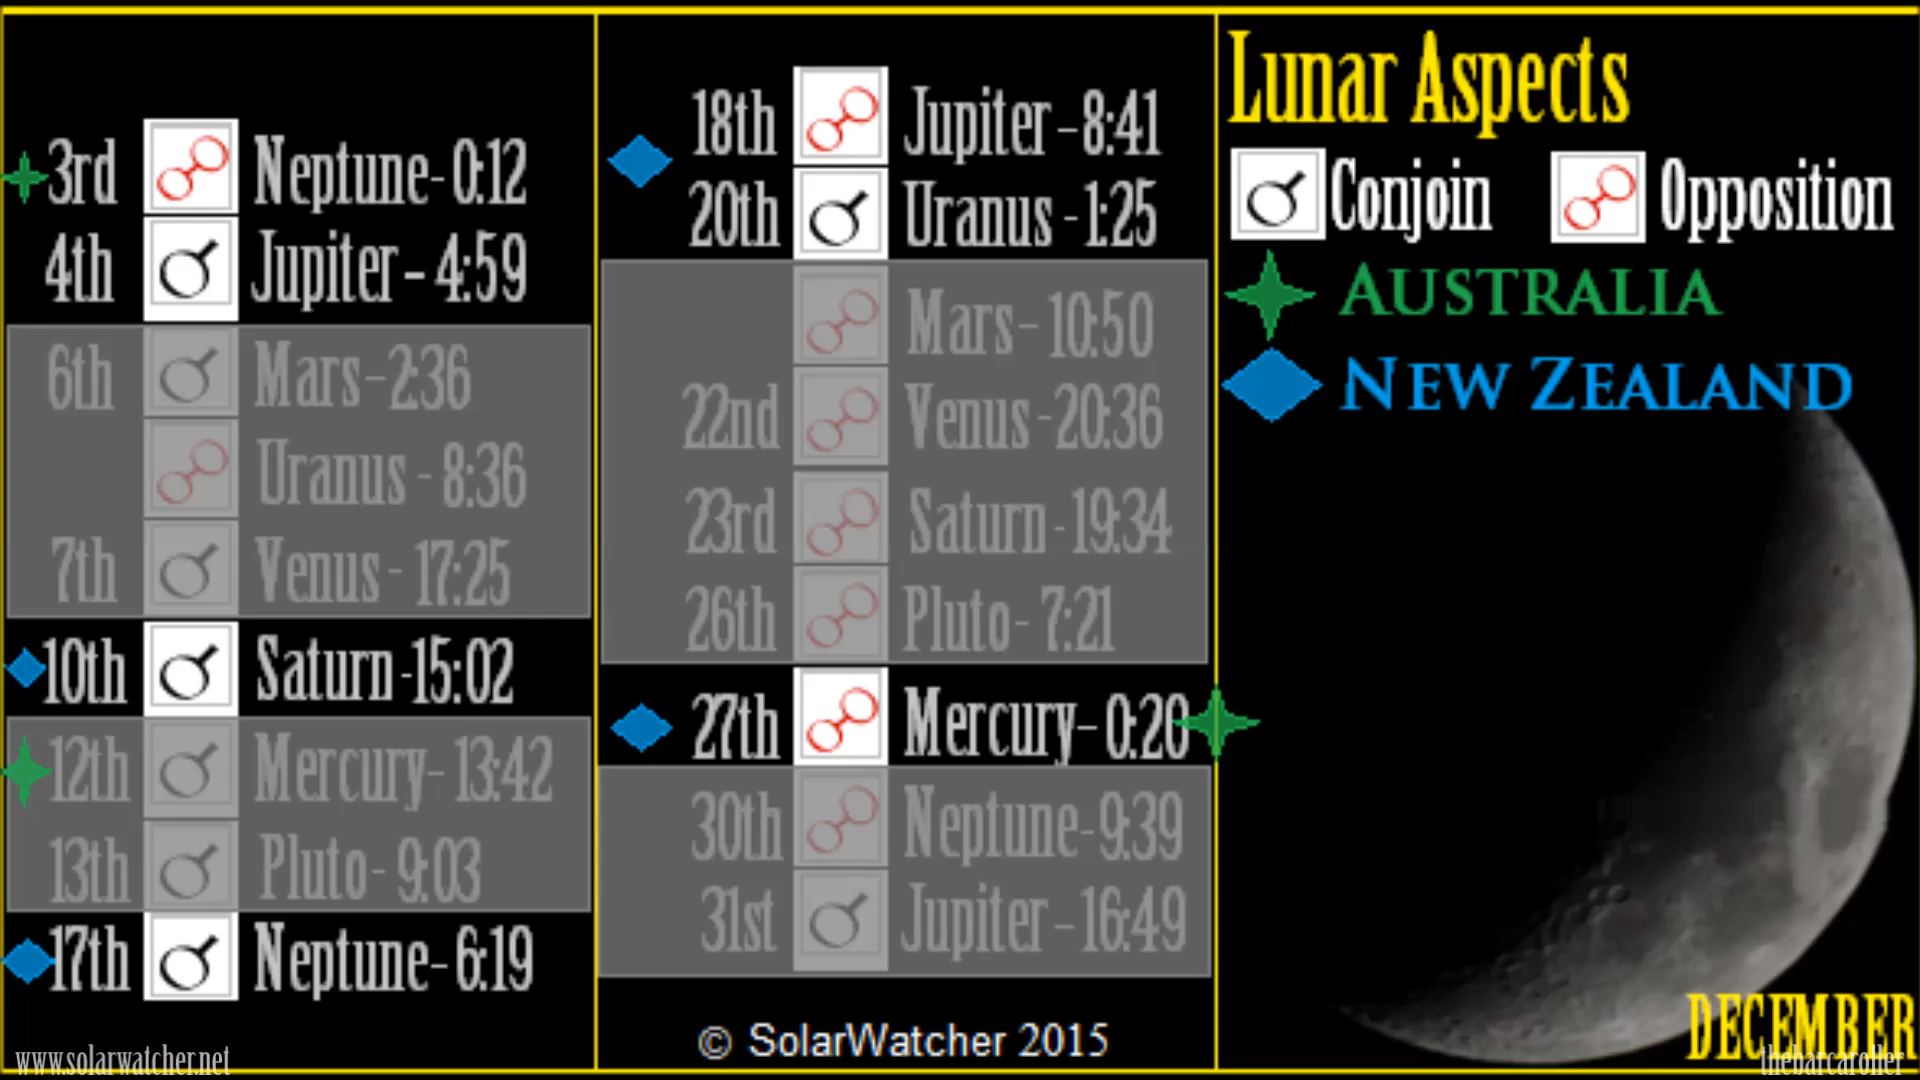 3rd Neptune- 0:12
4th Jupiter - 4:59
6th Mars-2:36
Uranus - 8:36
7th Venus - 17:25
10th Saturn -15:02
12th Mercury- 13:42
13th Pluto- 9:03
17th Neptune- 6:19
www.solarwatcher.net
18th Jupiter -8:41
20th Uranus -1:25
Mars- 10:50
22nd Venus -20:36
23rd Saturn -19:34
26th Pluto- 7:21
27th Mercury- 0:20
30th Neptune-9:39
31st Jupiter -16:49
© SolarWatcher 2015
Lunar Aspects
Conjoin Opposition
AUSTRALIA
NEW ZEALAND
DECEMBER
thebarcaroller